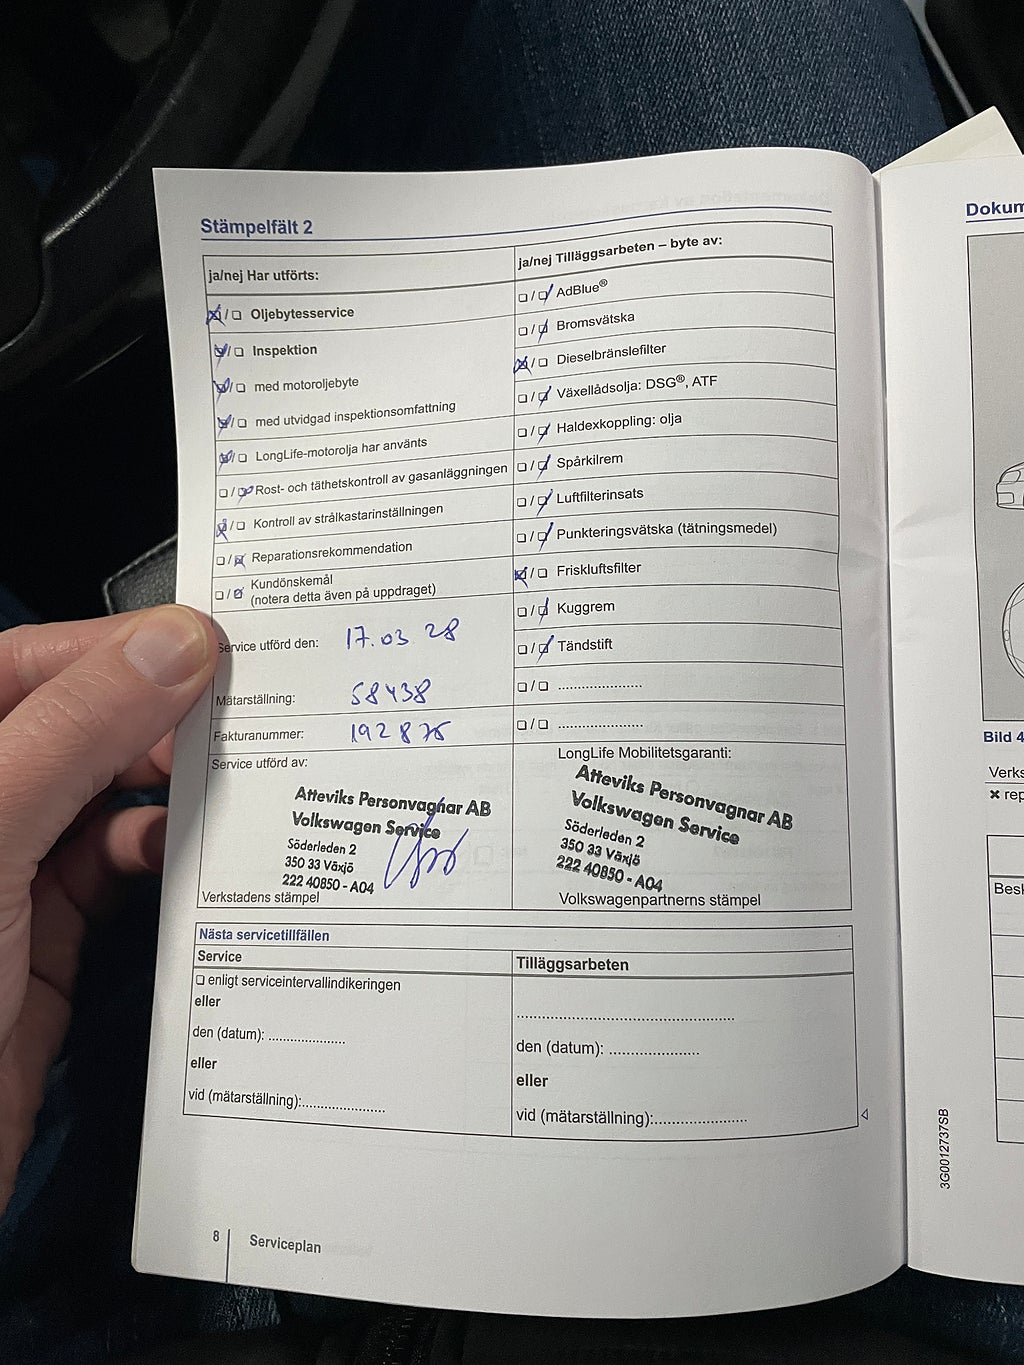 Stämpelfält 2
ja/nej Har utförts:
Oljebytesservice
Inspektion
med motoroljebyte
med utvidgad inspektionsomfattning
LongLife-motorolja har använts
Rost- och täthetskontroll av gasanläggningen
Kontroll av strålkastarinställningen
Reparationsrekommendation
Kundönskemål
(notera detta även på uppdraget)
Service utförd den: 17.03 28
Mätarställning: 58438
Fakturanummer: 192876
Service utförd av:
Atteviks Personvagnar AB
Volkswagen Service
Söderleden 2
350 33 Växjö
222 40850 - A04
Verkstadens stämpel
ja/nej Tilläggsarbeten – byte av:
AdBlue®
Bromsvätska
Dieselbränslefilter
Växellådsolja: DSG®, ATF
Haldexkoppling: olja
Spårkilrem
Luftfilterinsats
Punkteringsvätska (tätningsmedel)
Friskluftsfilter
Kuggrem
Tändstift
LongLife Mobilitetsgaranti:
Atteviks Personvagnar AB
Volkswagen Service
Söderleden 2
350 33 Växjö
222 40850 - A04
Volkswagenpartnerns stämpel
Nästa servicetillfällen
Service
enligt serviceintervallindikeringen
eller
den (datum): ....................
eller
vid (mätarställning):......................
Tilläggsarbeten
....................................................
den (datum): ......................
eller
vid (mätarställning):.......................
8 Serviceplan
3G0012737SB
Bild 4